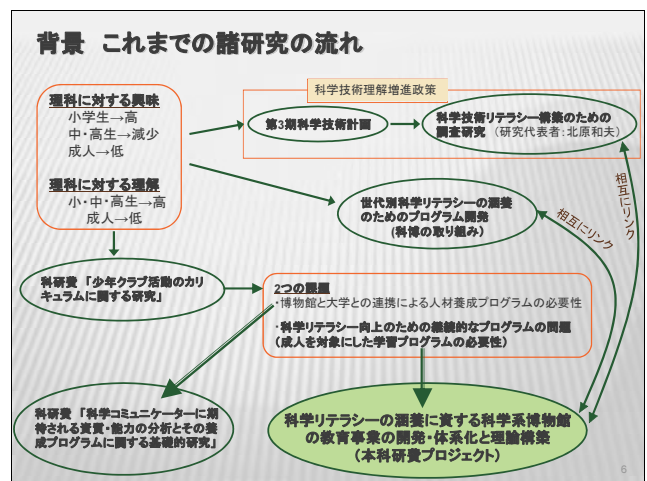 背景　これまでの諸研究の流れ
科学技術理解増進政策
理科に対する興味
小学生→高
中・高生→減少
成人→低
理科に対する理解
小・中・高生→高
成人→低
第3期科学技術計画
科学技術リテラシー構築のための
調査研究 （研究代表者：北原和夫）
世代別科学リテラシーの涵養
のためのプログラム開発
（科博の取り組み）
相互にリンク
相互にリンク
科研費 「少年クラブ活動のカリ
キュラムに関する研究」
2つの課題
・博物館と大学との連携による人材養成プログラムの必要性
・科学リテラシー向上のための継続的なプログラムの問題
（成人を対象にした学習プログラムの必要性）
科研費 「科学コミュニケーターに期
待される資質・能力の分析とその養
成プログラムに関する基礎的研究」
科学リテラシーの涵養に資する科学系博物館
の教育事業の開発・体系化と理論構築
（本科研費プロジェクト）
6